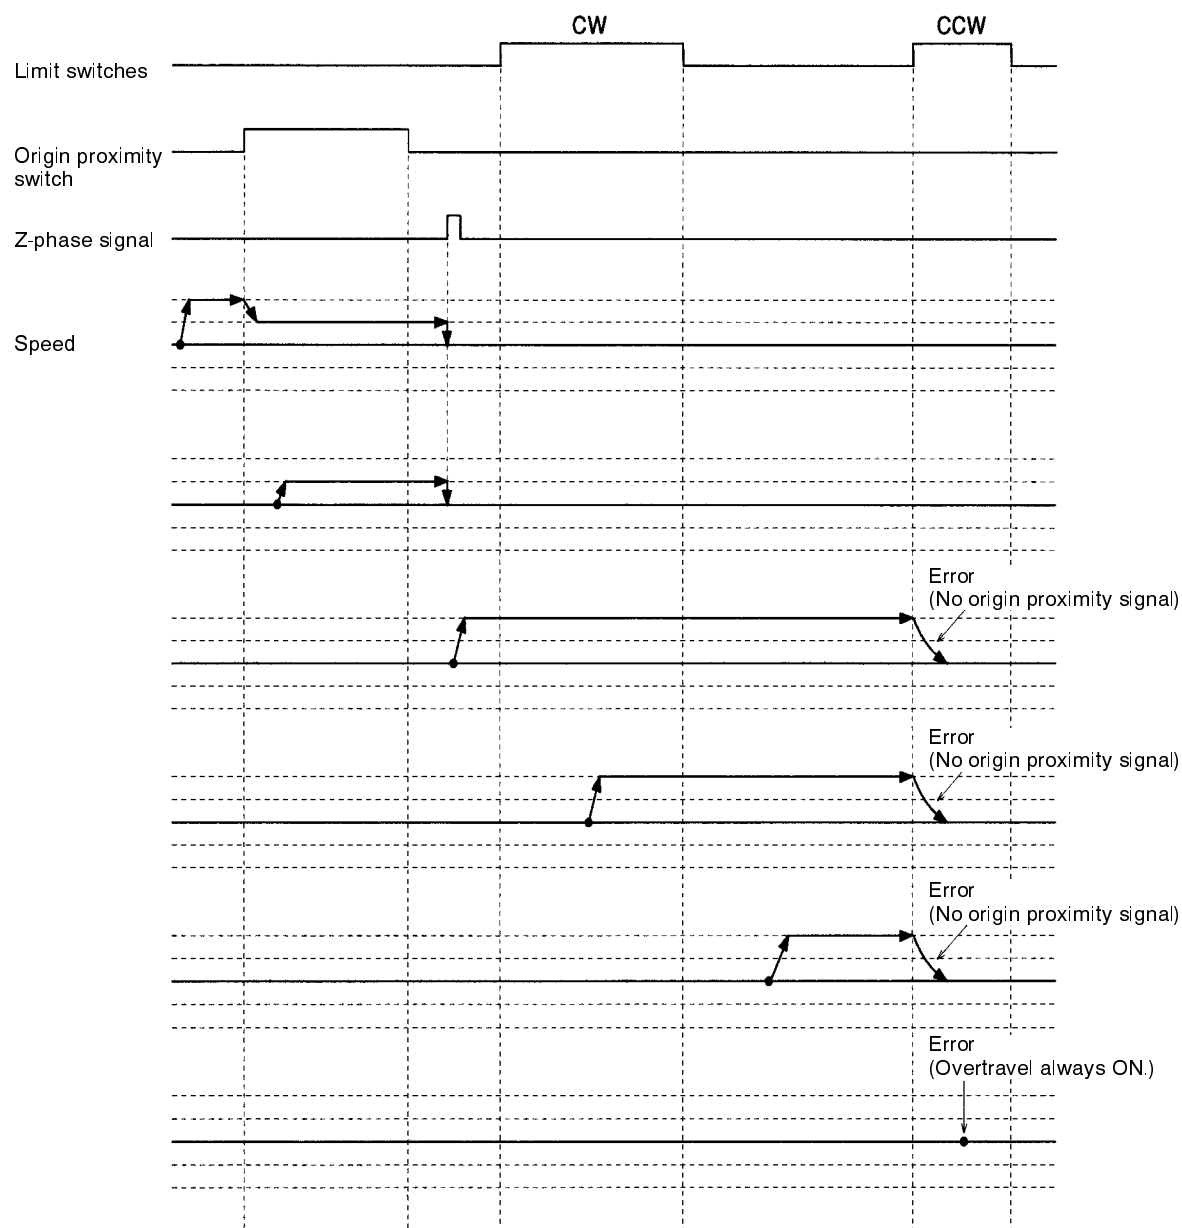 CW
CCW
Limit switches
Origin proximity
switch
Z-phase signal
Speed
Error
(No origin proximity signal)
Error
(No origin proximity signal)
Error
(No origin proximity signal)
Error
(Overtravel always ON.)